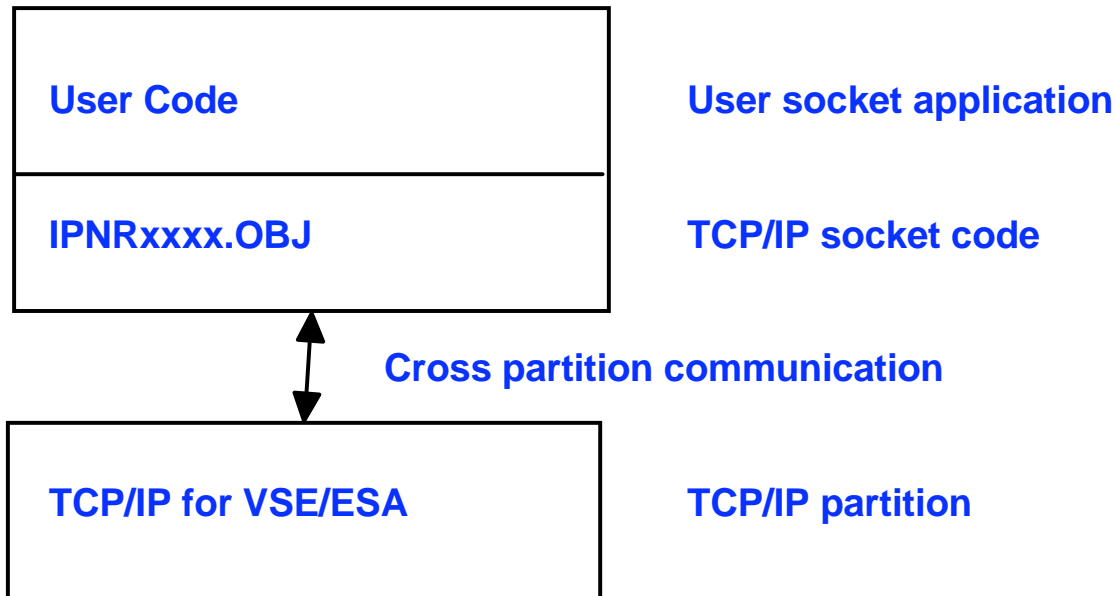 User Code
User socket application
IPNRxxxx.OBJ
TCP/IP socket code
Cross partition communication
TCP/IP for VSE/ESA
TCP/IP partition